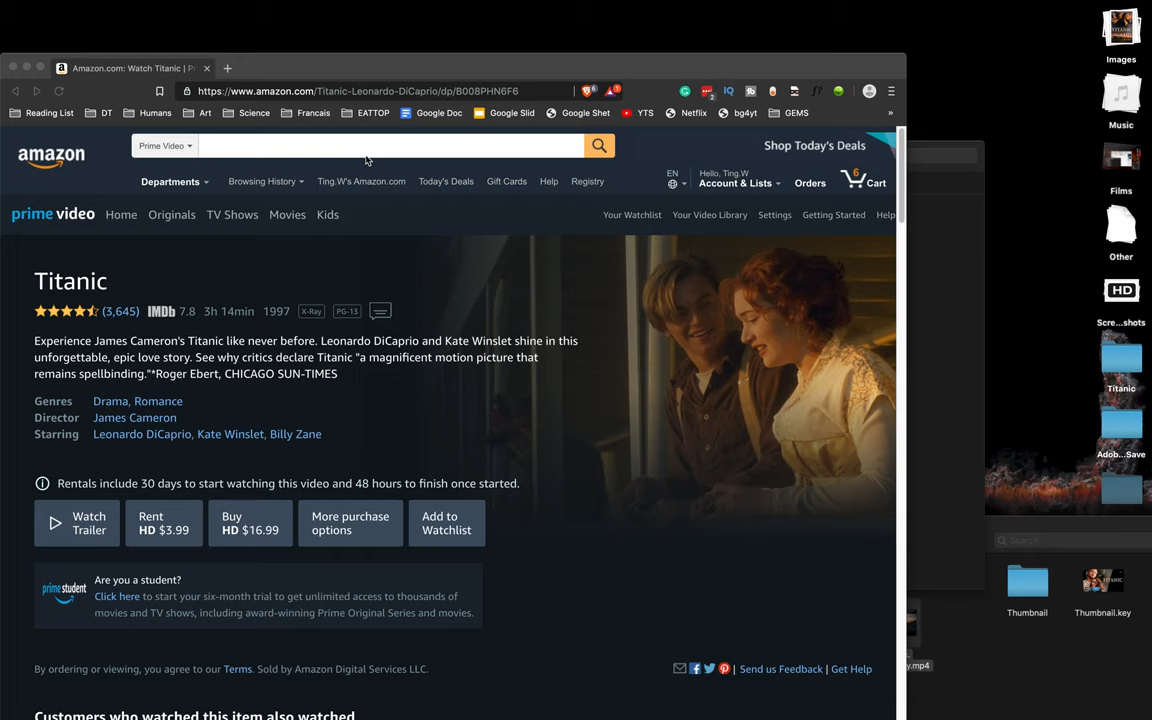 Amazon.com: Watch Titanic | P
https://www.amazon.com/Titanic-Leonardo-DiCaprio/dp/B008PHN6F6
6
1
2
IQ
f?
Reading List DT Humans Art Science Francais EATTOP Google Doc Google Slid Google Shet YTS Netflix bg4yt GEMS »
amazon
Prime Video
Shop Today's Deals
Departments Browsing History Ting.W's Amazon.com Today's Deals Gift Cards Help Registry
EN
Hello, Ting.W
Account & Lists
Orders
6
Cart
prime video Home Originals TV Shows Movies Kids
Your Watchlist Your Video Library Settings Getting Started Help
Titanic
(3,645) IMDb 7.8 3h 14min 1997 X-Ray PG-13
Experience James Cameron's Titanic like never before. Leonardo DiCaprio and Kate Winslet shine in this
unforgettable, epic love story. See why critics declare Titanic "a magnificent motion picture that
remains spellbinding."*Roger Ebert, CHICAGO SUN-TIMES
Genres Drama, Romance
Director James Cameron
Starring Leonardo DiCaprio, Kate Winslet, Billy Zane
Rentals include 30 days to start watching this video and 48 hours to finish once started.
Watch
Trailer
Rent
HD $3.99
Buy
HD $16.99
More purchase
options
Add to
Watchlist
prime student
Are you a student?
Click here to start your six-month trial to get unlimited access to thousands of
movies and TV shows, including award-winning Prime Original Series and movies.
By ordering or viewing, you agree to our Terms. Sold by Amazon Digital Services LLC.
| Send us Feedback | Get Help
Customers who watched this item also watched
Images
Music
Films
Other
HD
Scre...shots
Titanic
Adob...Save
Search
Thumbnail
Thumbnail.key
y.mp4